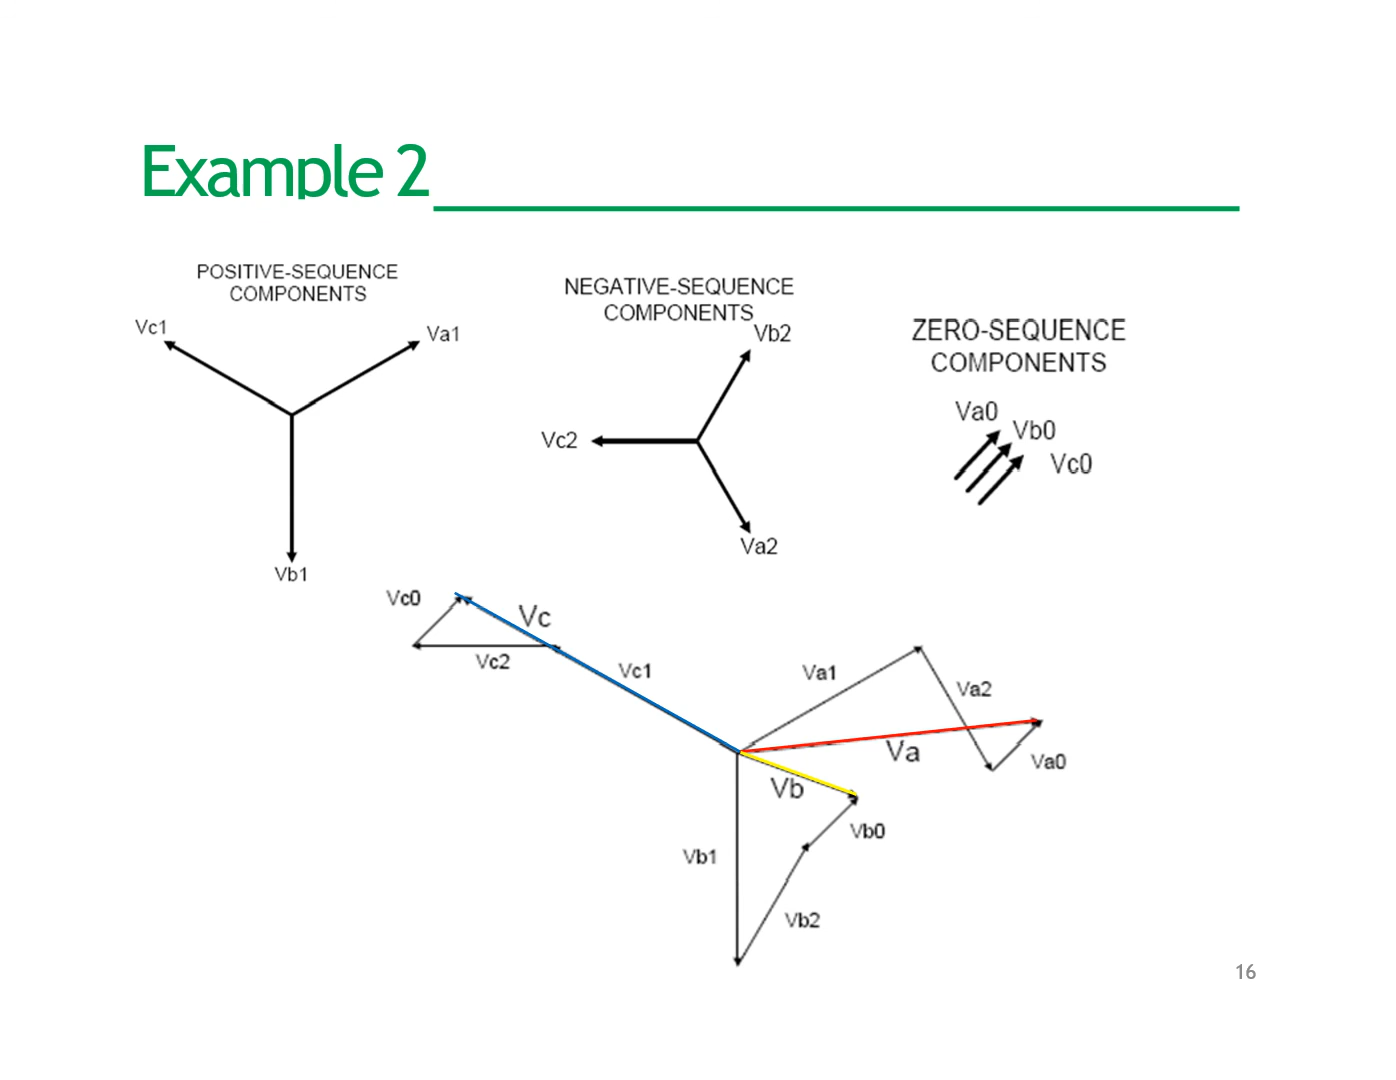 Example 2
POSITIVE-SEQUENCE
COMPONENTS
Vc1
Va1
Vb1
NEGATIVE-SEQUENCE
COMPONENTS
Vb2
Vc2
Va2
ZERO-SEQUENCE
COMPONENTS
Va0
Vb0
Vc0
Vc0
Vc
Vc2
Vc1
Va1
Va2
Va
Va0
Vb
Vb0
Vb1
Vb2
16